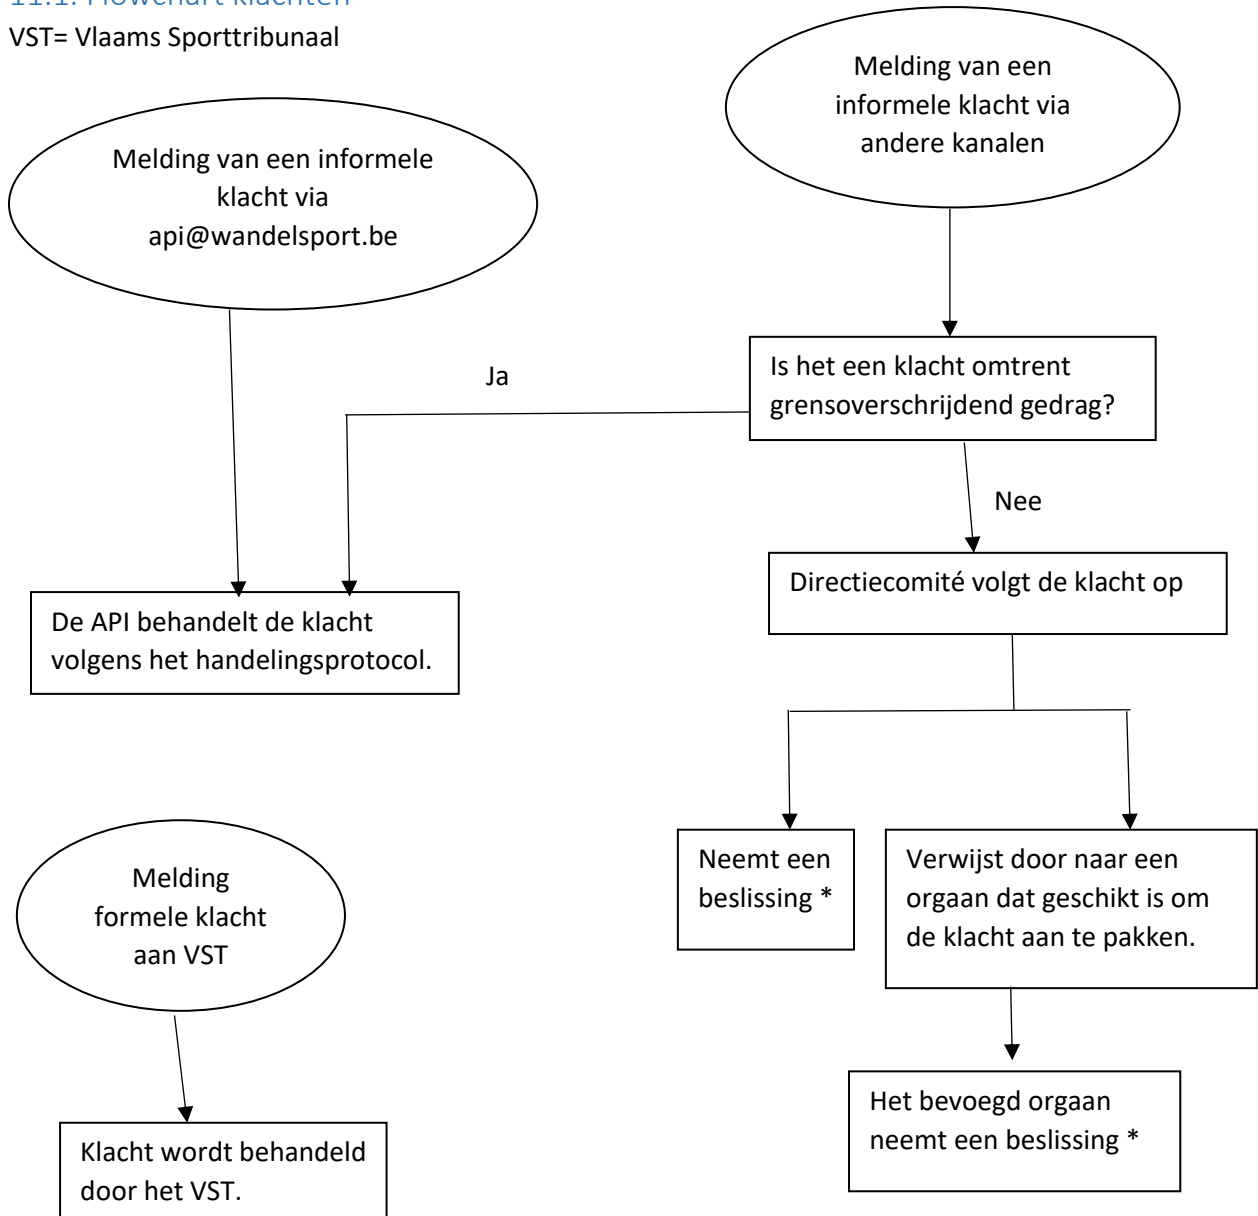 11.1. Flowchart klachten
VST= Vlaams Sporttribunaal
Melding van een
informele klacht via
andere kanalen
Melding van een informele
klacht via
api@wandelsport.be
Is het een klacht omtrent
grensoverschrijdend gedrag?
Ja
Nee
Directiecomité volgt de klacht op
De API behandelt de klacht
volgens het handelingsprotocol.
Neemt een
beslissing *
Verwijst door naar een
orgaan dat geschikt is om
de klacht aan te pakken.
Melding
formele klacht
aan VST
Het bevoegd orgaan
neemt een beslissing *
Klacht wordt behandeld
door het VST.